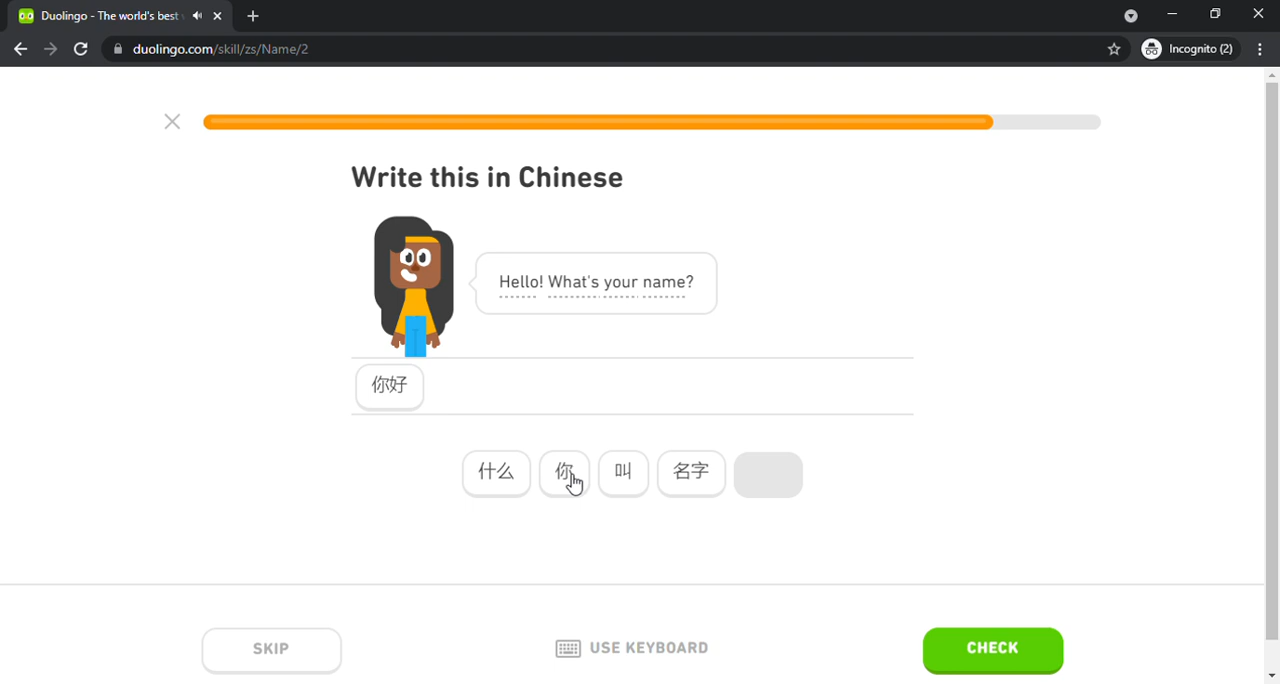 Duolingo - The world's best
duolingo.com/skill/zs/Name/2
Incognito (2)
Write this in Chinese
Hello! What's your name?
你好
什么 你 叫 名字
SKIP
USE KEYBOARD
CHECK